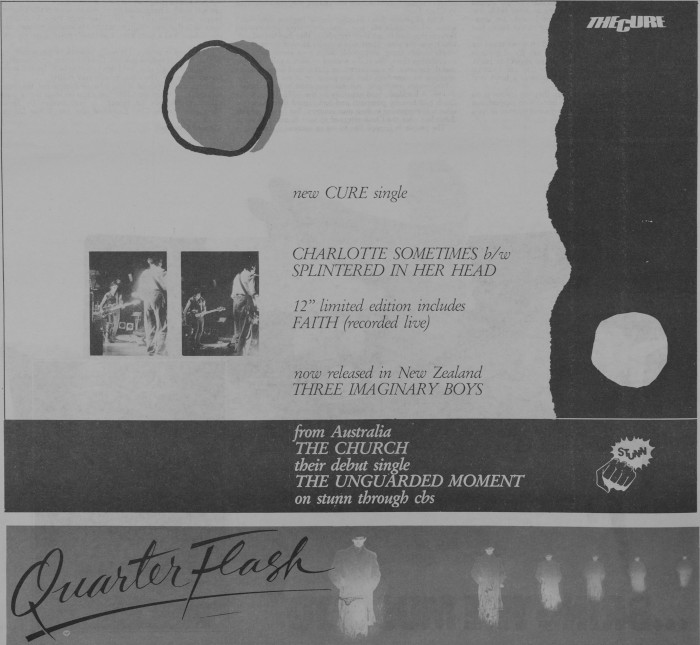 THE CURE
new CURE single
CHARLOTTE SOMETIMES b/w
SPLINTERED IN HER HEAD
12" limited edition includes
FAITH (recorded live)
now released in New Zealand
THREE IMAGINARY BOYS
from Australia
THE CHURCH
their debut single
THE UNGUARDED MOMENT
on stunn through cbs
STUNN
Quarterflash